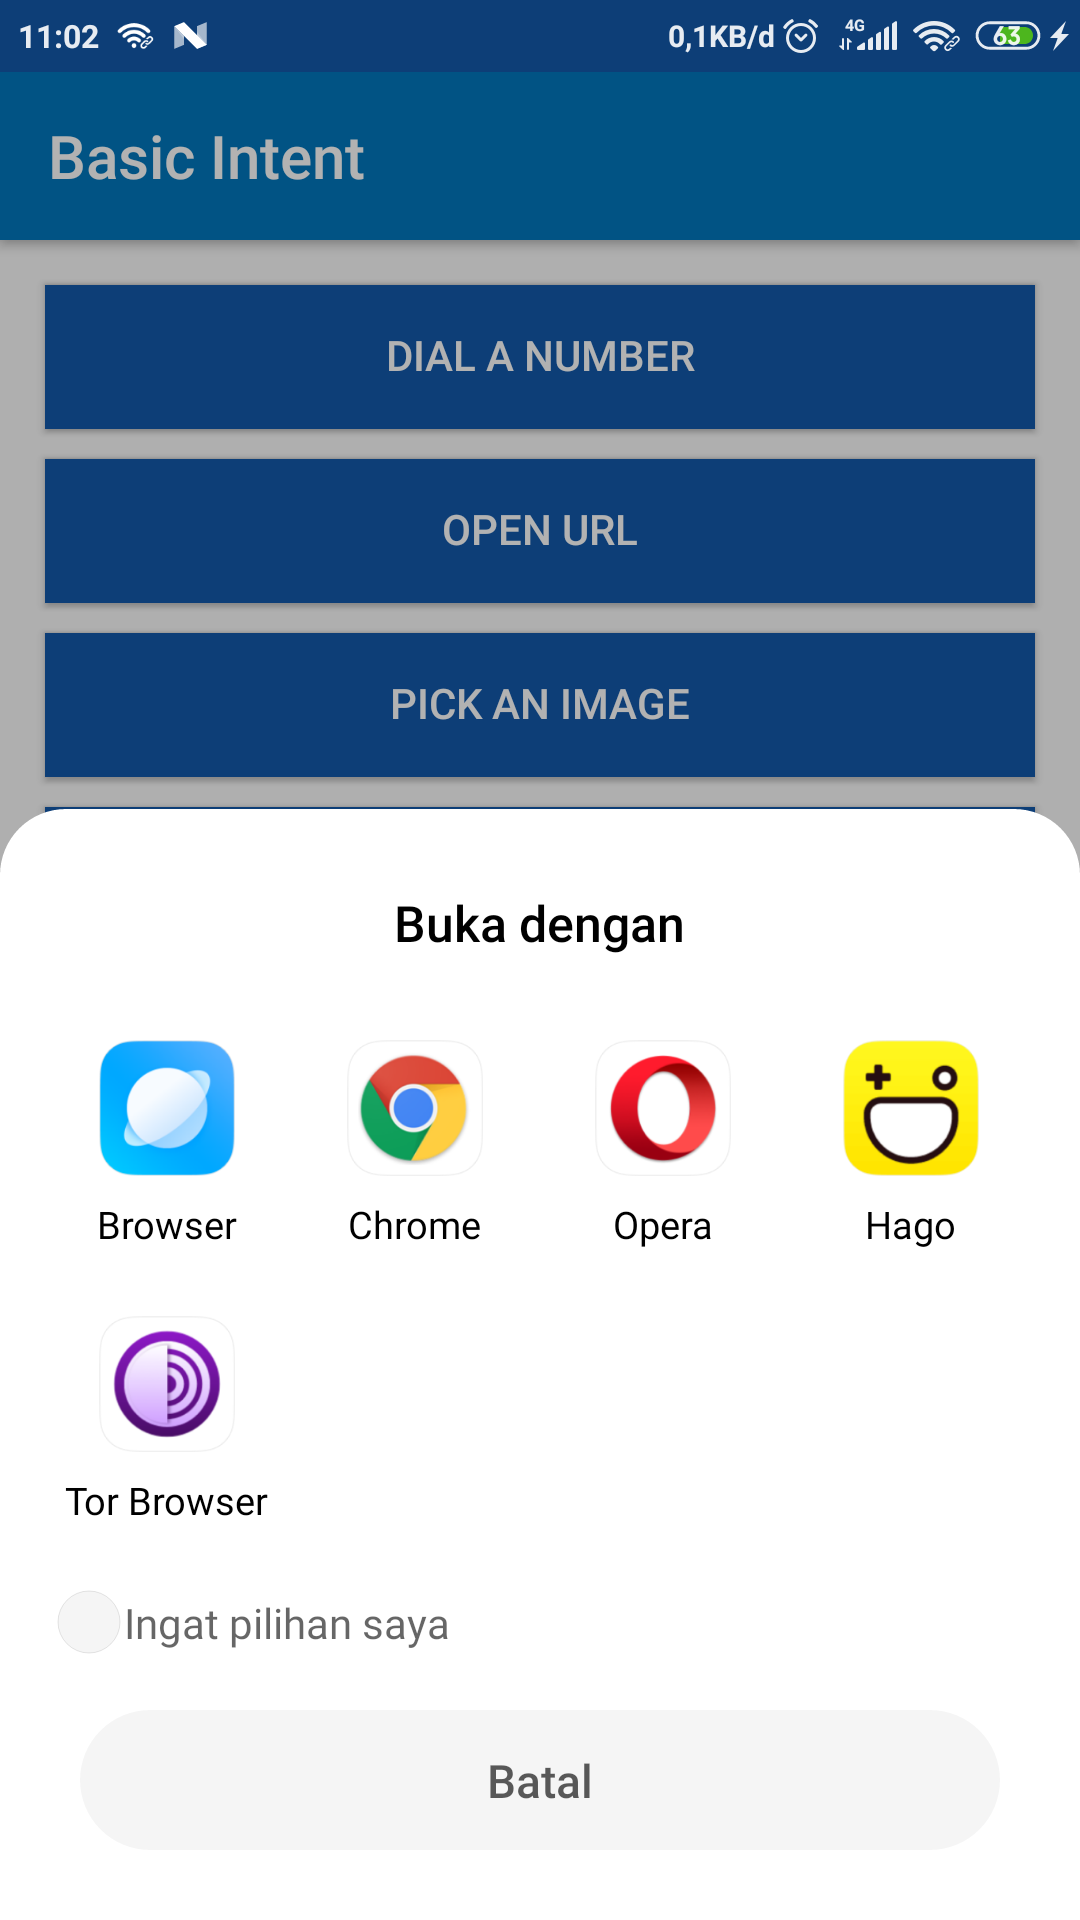 11:02 0,1KB/d 4G 63
Basic Intent
DIAL A NUMBER
OPEN URL
PICK AN IMAGE
Buka dengan
Browser Chrome Opera Hago
Tor Browser
Ingat pilihan saya
Batal